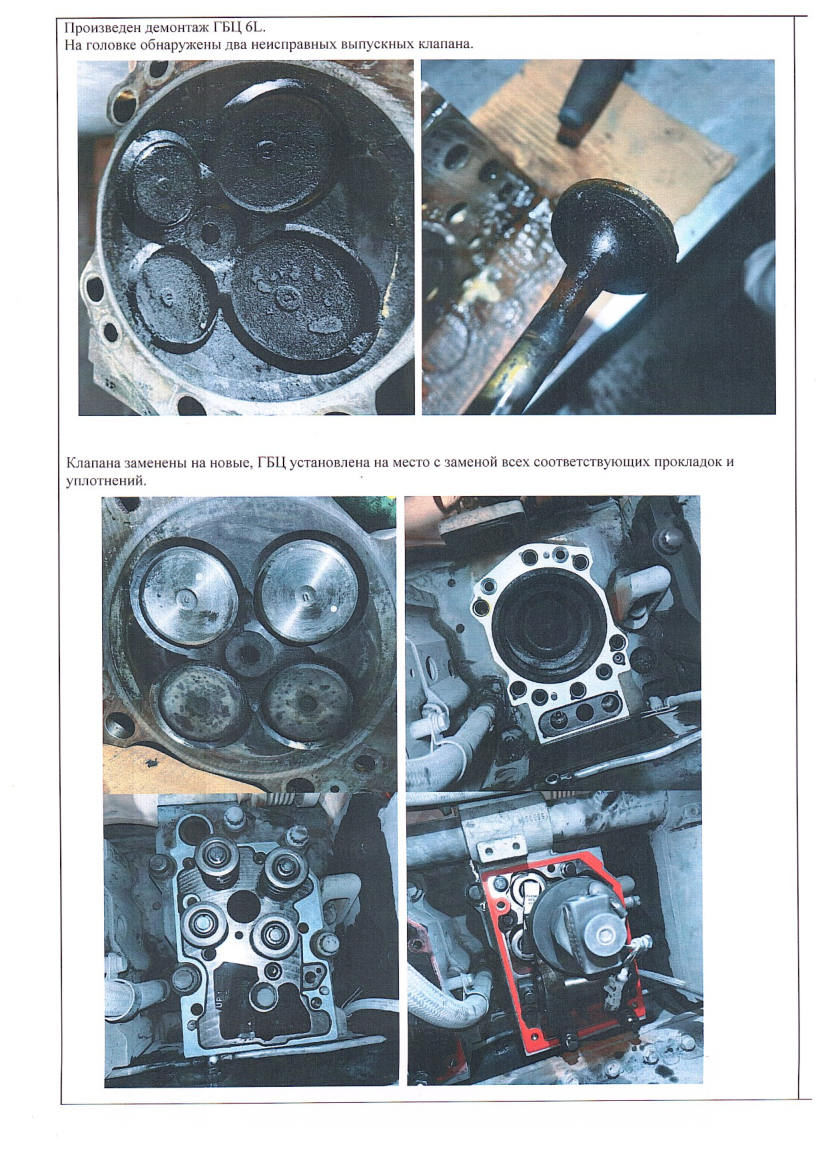 Произведен демонтаж ГБЦ 6L.
На головке обнаружены два неисправных выпускных клапана.
Клапана заменены на новые, ГБЦ установлена на место с заменой всех соответствующих прокладок и
уплотнений.